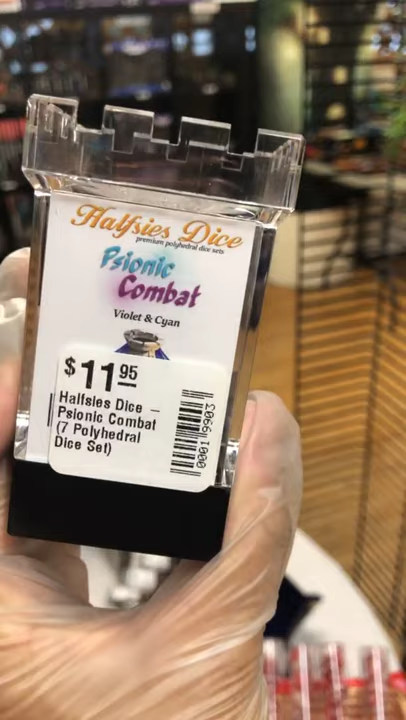 Halfsies Dice
premium polyhedral dice sets
Psionic
Combat
Violet & Cyan
$11 95
Halfsies Dice –
Psionic Combat
(7 Polyhedral
Dice Set)
000119903